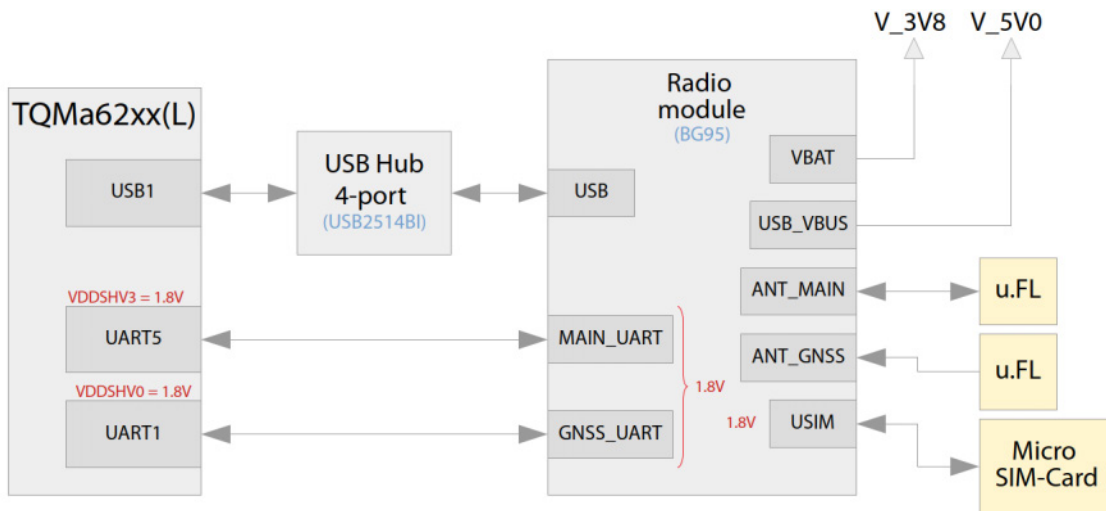 V_3V8
V_5V0
TQMa62xx(L)
USB1
VDDSHV3 = 1.8V
UART5
VDDSHV0 = 1.8V
UART1
USB Hub
4-port
(USB2514BI)
Radio
module
(BG95)
USB
MAIN_UART
GNSS_UART
1.8V
VBAT
USB_VBUS
ANT_MAIN
ANT_GNSS
1.8V
USIM
u.FL
u.FL
Micro
SIM-Card